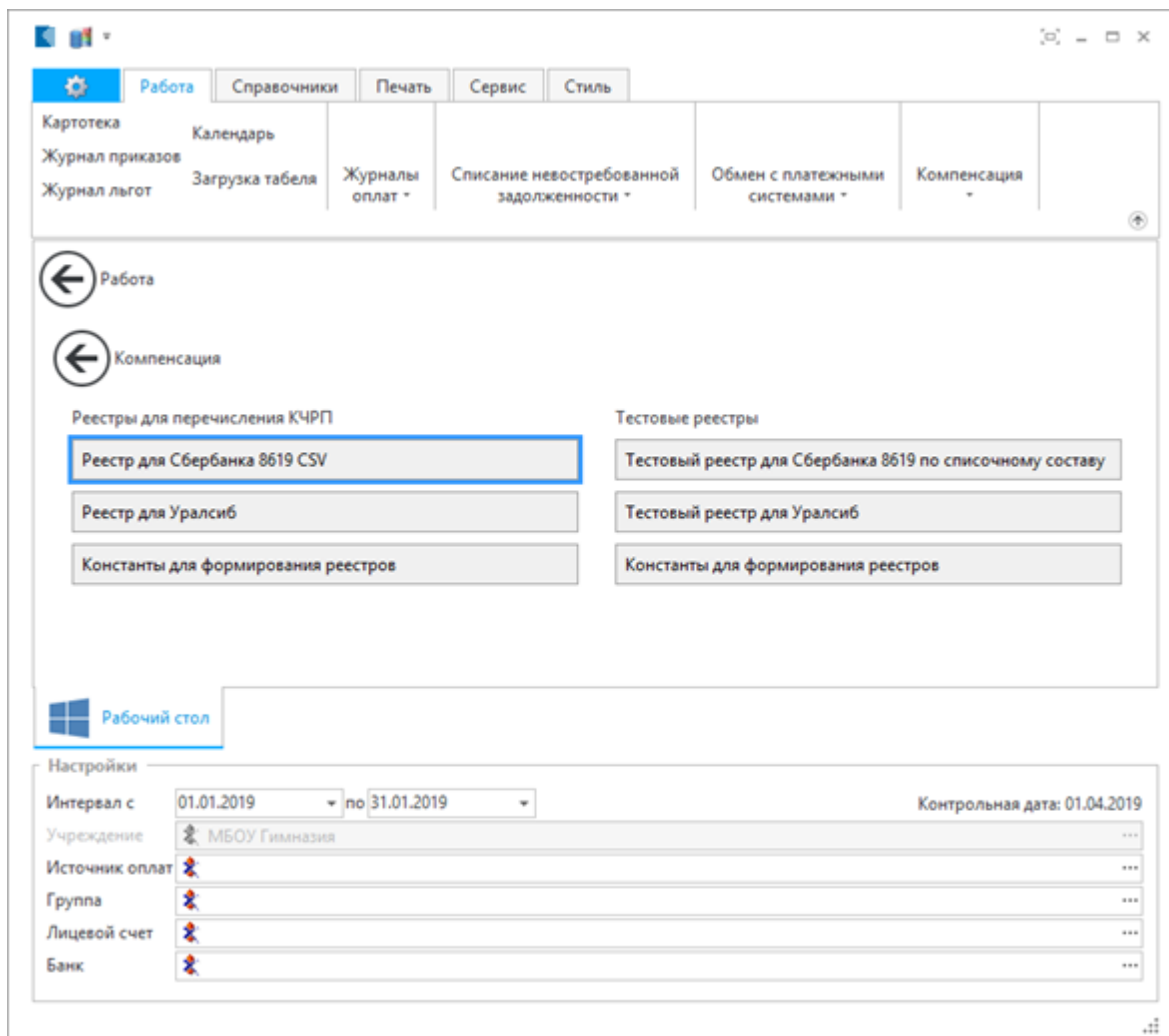 Работа
Справочники
Печать
Сервис
Стиль
Картотека
Журнал приказов
Журнал льгот
Календарь
Загрузка табеля
Журналы
оплат
Списание невостребованной
задолженности
Обмен с платежными
системами
Компенсация
Работа
Компенсация
Реестры для перечисления КЧРП
Реестр для Сбербанка 8619 CSV
Реестр для Уралсиб
Константы для формирования реестров
Тестовые реестры
Тестовый реестр для Сбербанка 8619 по списочному составу
Тестовый реестр для Уралсиб
Константы для формирования реестров
Рабочий стол
Настройки
Интервал с 01.01.2019 по 31.01.2019 Контрольная дата: 01.04.2019
Учреждение МБОУ Гимназия ...
Источник оплат ...
Группа ...
Лицевой счет ...
Банк ...